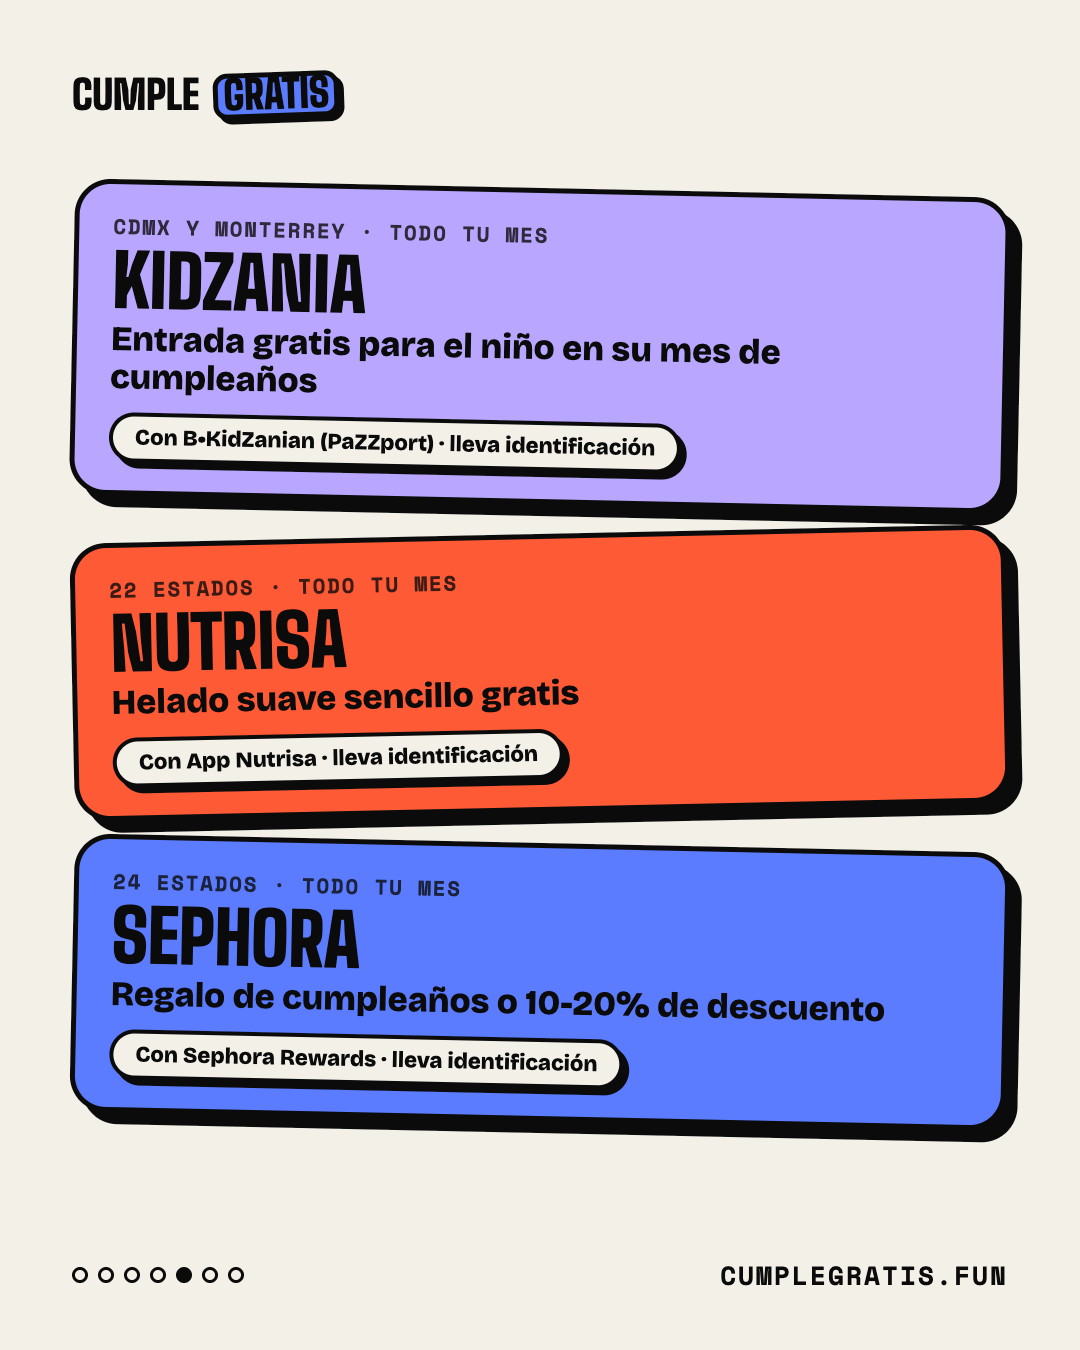 CUMPLE GRATIS
CDMX Y MONTERREY · TODO TU MES
KIDZANIA
Entrada gratis para el niño en su mes de
cumpleaños
Con B•KidZanian (PaZZport) · lleva identificación
22 ESTADOS · TODO TU MES
NUTRISA
Helado suave sencillo gratis
Con App Nutrisa · lleva identificación
24 ESTADOS · TODO TU MES
SEPHORA
Regalo de cumpleaños o 10-20% de descuento
Con Sephora Rewards · lleva identificación
CUMPLEGRATIS.FUN